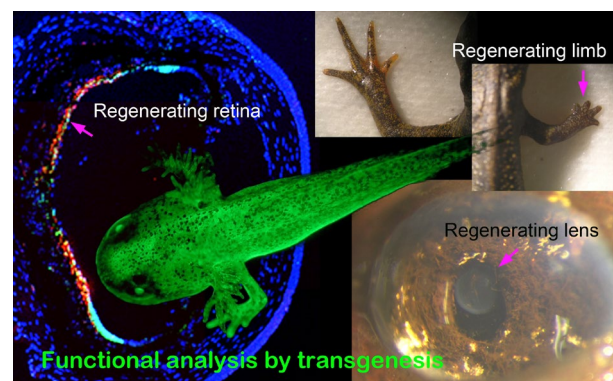 Regenerating limb
Regenerating retina
Regenerating lens
Functional analysis by transgenesis